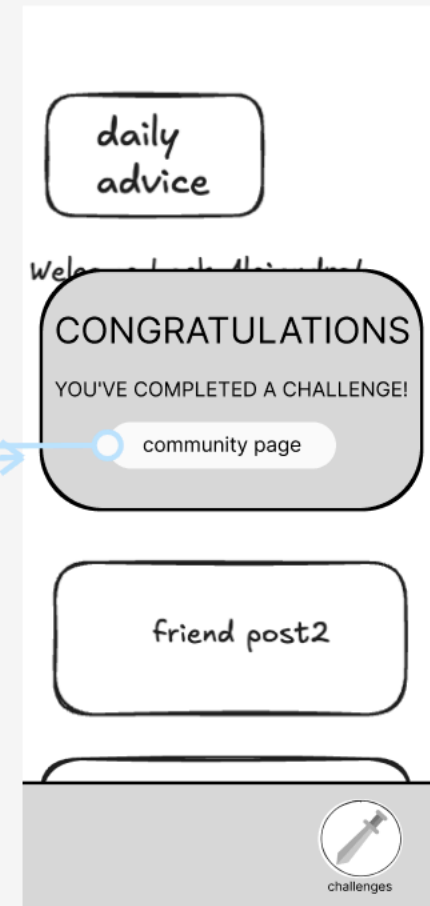 daily
advice
CONGRATULATIONS
YOU'VE COMPLETED A CHALLENGE!
community page
friend post2
challenges